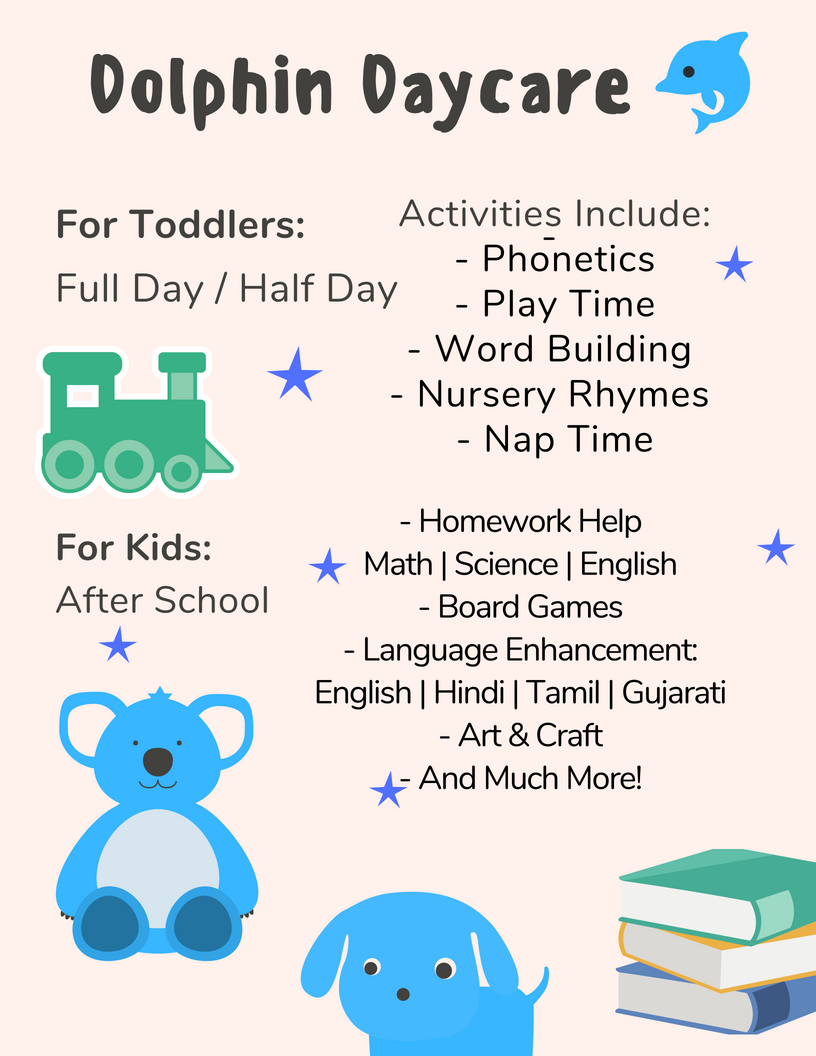 Dolphin Daycare
For Toddlers:
Full Day / Half Day
Activities Include:
-
- Phonetics
- Play Time
- Word Building
- Nursery Rhymes
- Nap Time
For Kids:
After School
- Homework Help
Math | Science | English
- Board Games
- Language Enhancement:
English | Hindi | Tamil | Gujarati
- Art & Craft
- And Much More!